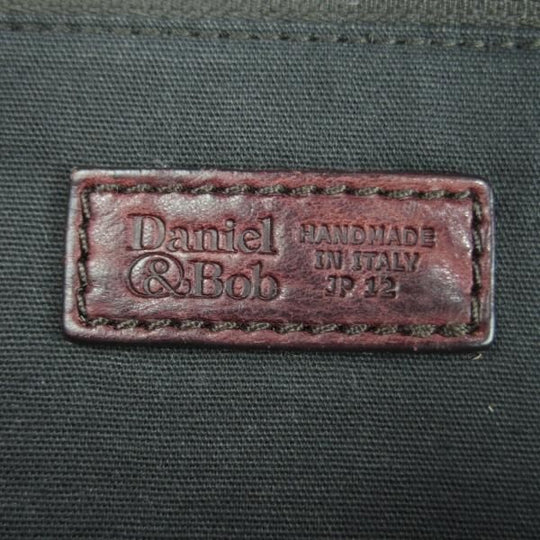 Daniel
& Bob
HANDMADE
IN ITALY
JP 12